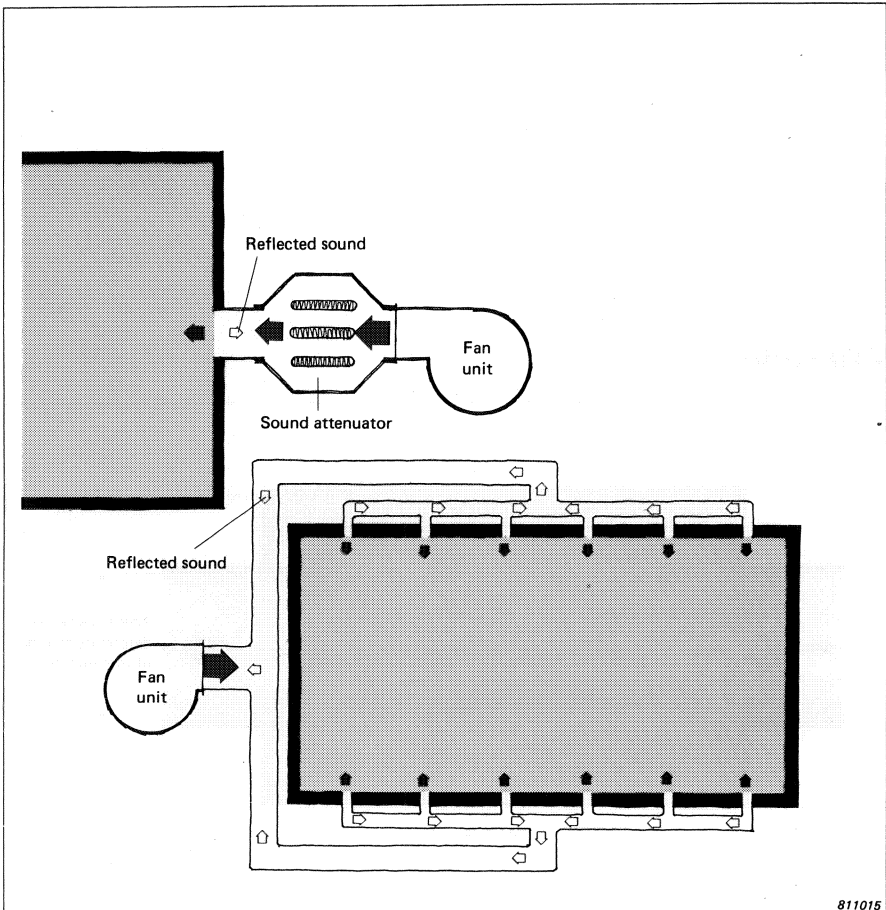 Reflected sound
Fan
unit
Sound attenuator
Reflected sound
Fan
unit
811015